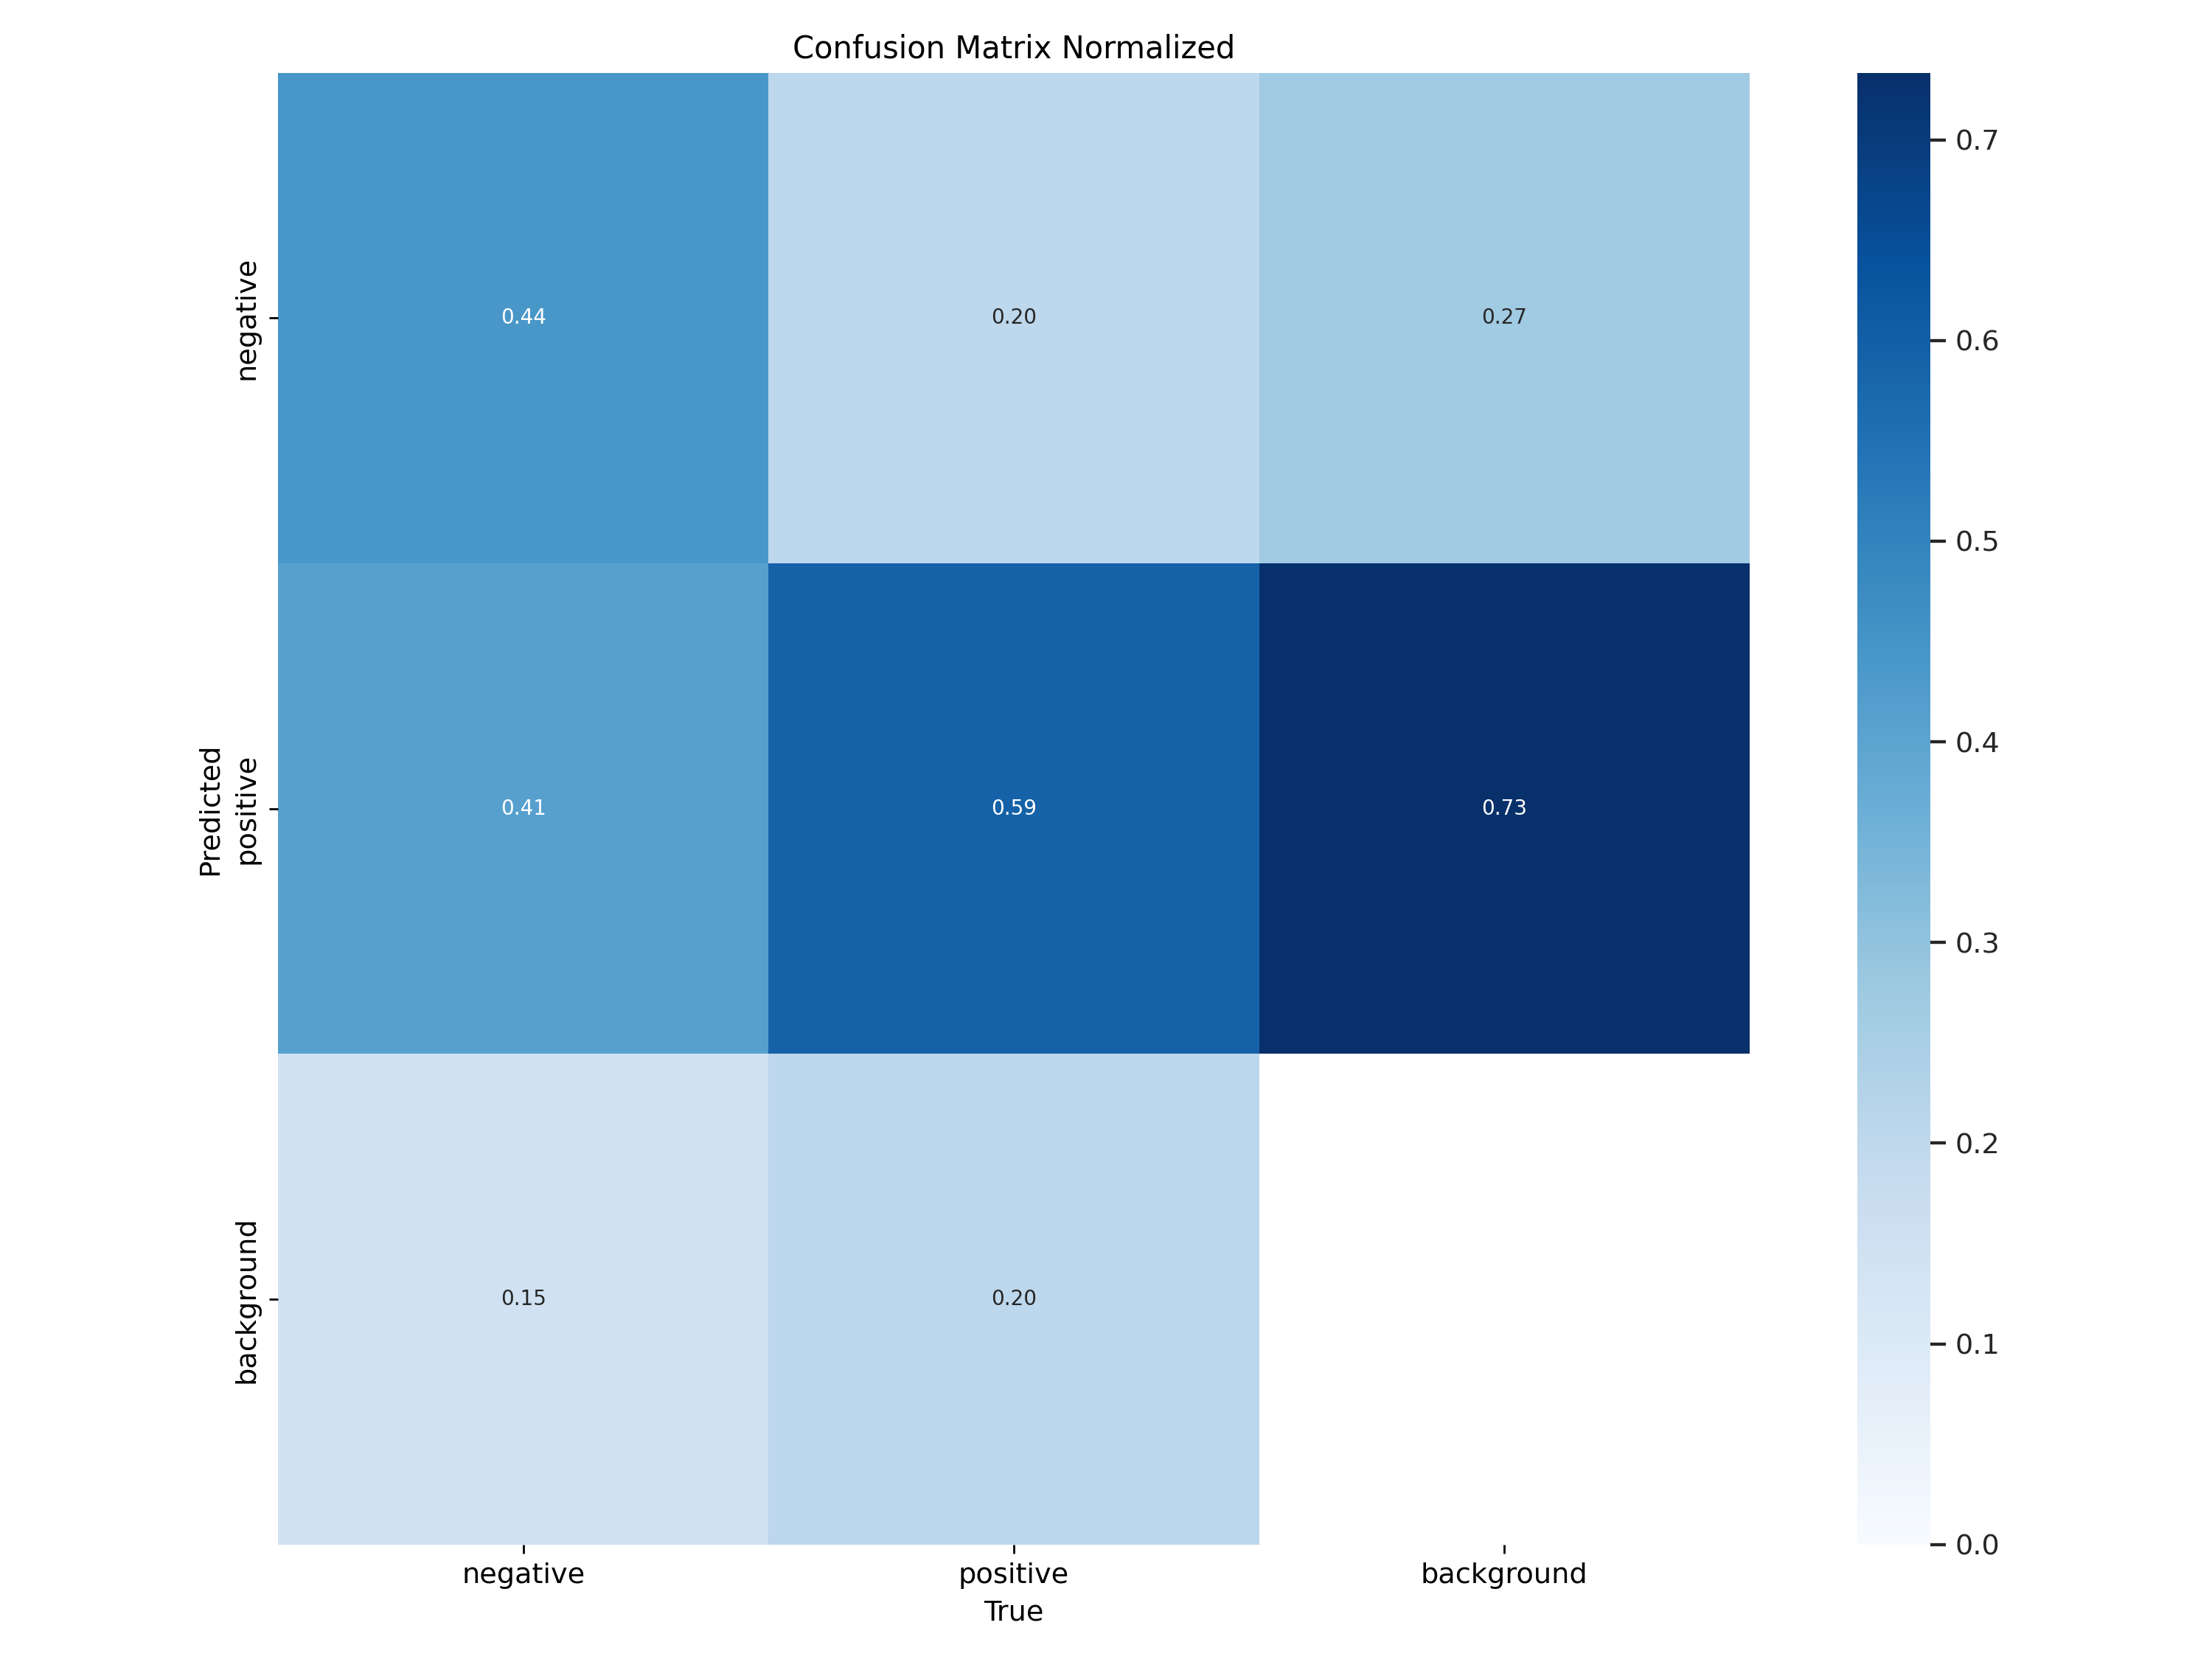 Confusion Matrix Normalized
negative
0.44
0.20
0.27
Predicted
positive
0.41
0.59
0.73
background
0.15
0.20
negative
positive
background
True
0.7
0.6
0.5
0.4
0.3
0.2
0.1
0.0